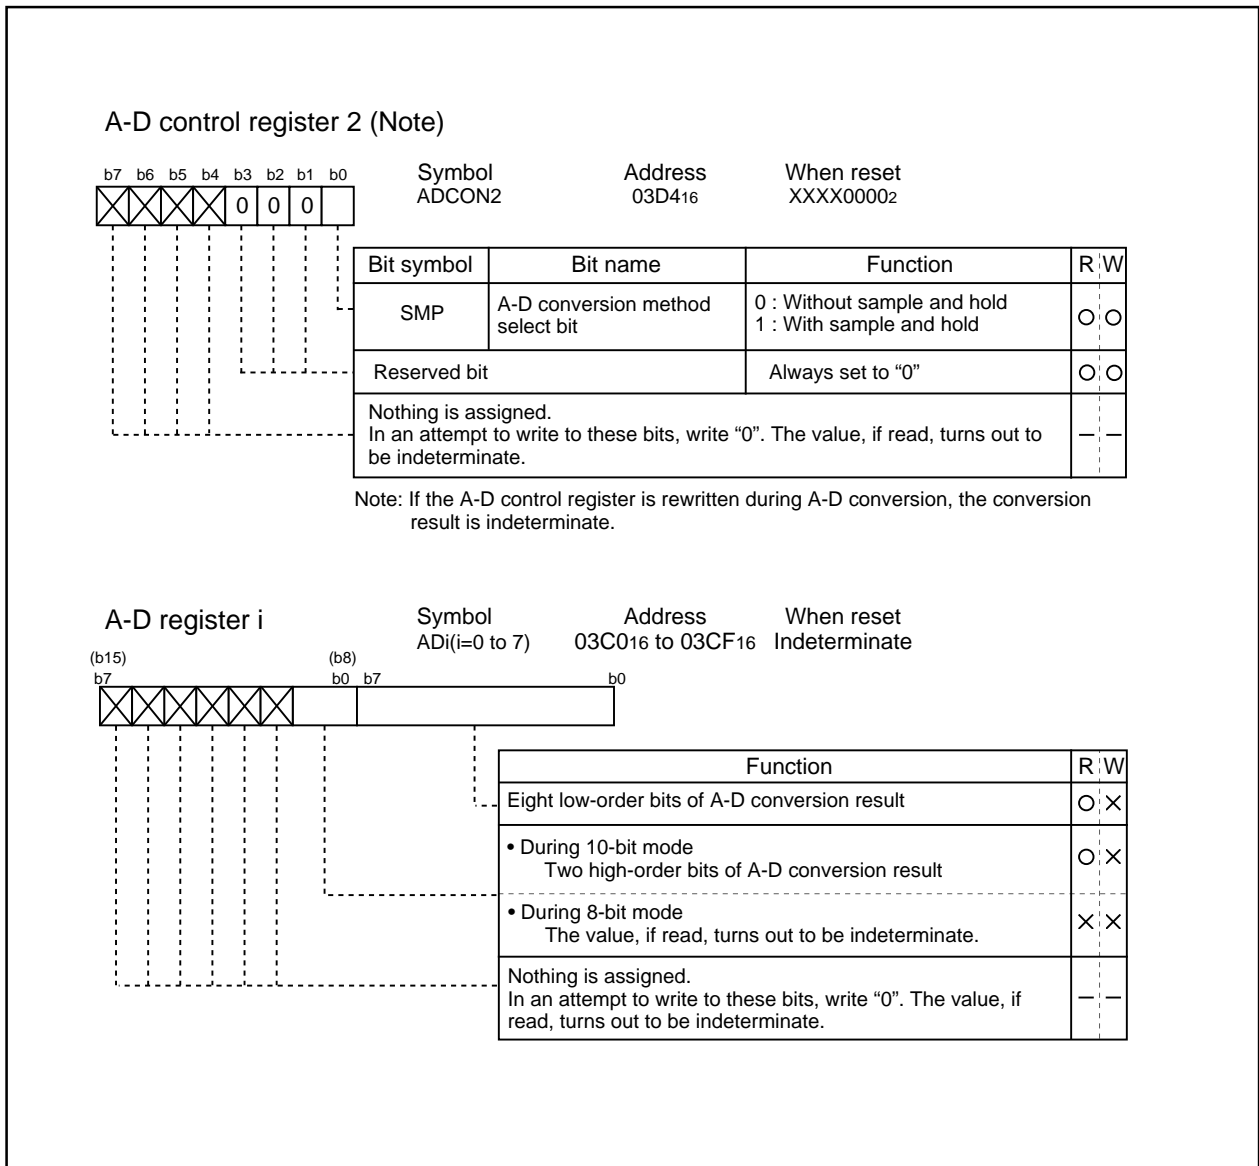 A-D control register 2 (Note)
b7 b6 b5 b4 b3 b2 b1 b0
0 0 0
Symbol Address When reset
ADCON2 03D416 XXXX00002
Bit symbol Bit name Function R W
SMP A-D conversion method select bit 0 : Without sample and hold
1 : With sample and hold
Reserved bit Always set to “0”
Nothing is assigned.
In an attempt to write to these bits, write “0”. The value, if read, turns out to
be indeterminate.
Note: If the A-D control register is rewritten during A-D conversion, the conversion
result is indeterminate.
A-D register i
Symbol Address When reset
ADi(i=0 to 7) 03C016 to 03CF16 Indeterminate
(b15) (b8)
b7 b0 b7 b0
Function R W
Eight low-order bits of A-D conversion result
• During 10-bit mode
Two high-order bits of A-D conversion result
• During 8-bit mode
The value, if read, turns out to be indeterminate.
Nothing is assigned.
In an attempt to write to these bits, write “0”. The value, if
read, turns out to be indeterminate.